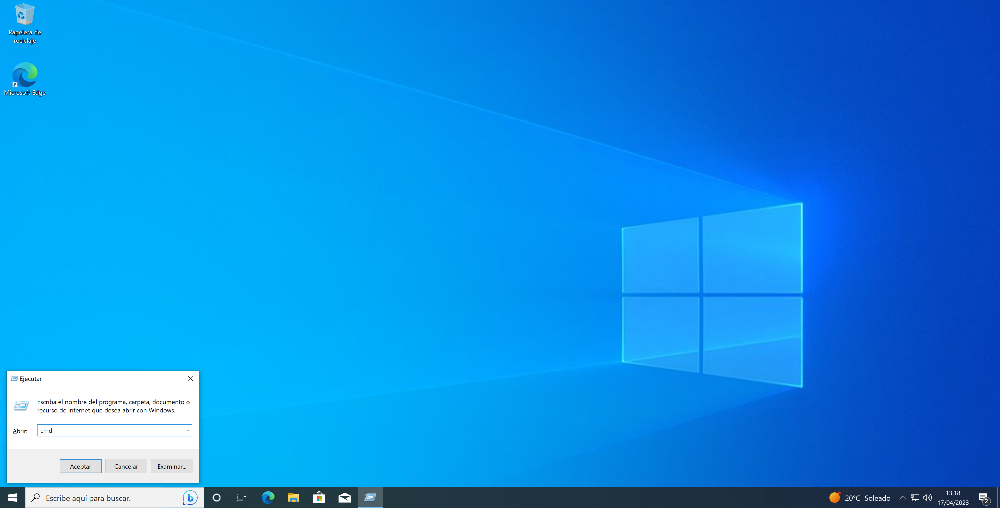 Papelera de
reciclaje
Microsoft Edge
Ejecutar
Escriba el nombre del programa, carpeta, documento o
recurso de Internet que desea abrir con Windows.
Abrir:
cmd
Aceptar
Cancelar
Examinar...
Escribe aquí para buscar.
20°C Soleado
13:18
17/04/2023
2